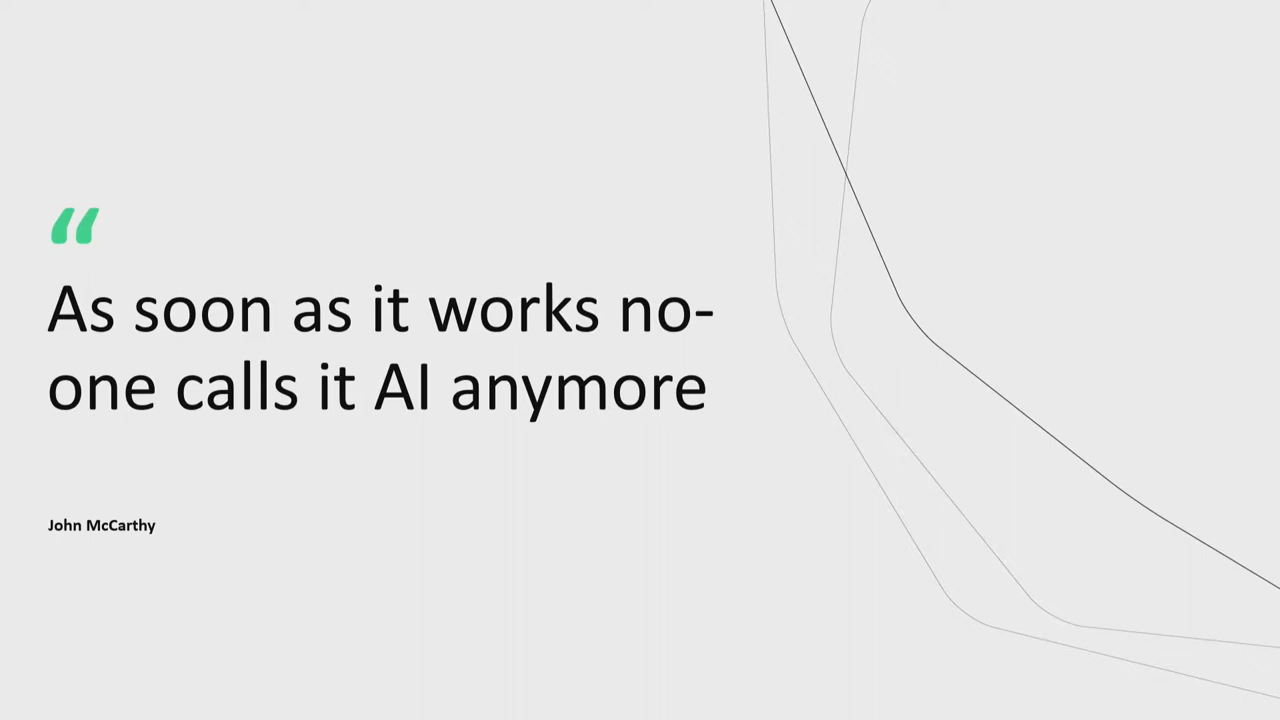 “
As soon as it works no-
one calls it AI anymore
John McCarthy